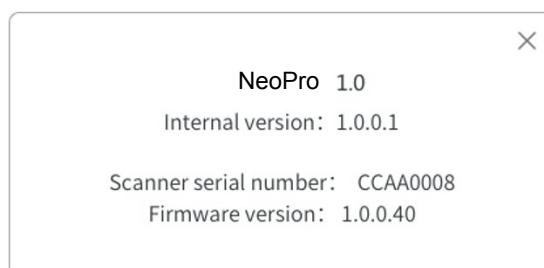 NeoPro 1.0
Internal version： 1.0.0.1
Scanner serial number： CCAA0008
Firmware version： 1.0.0.40